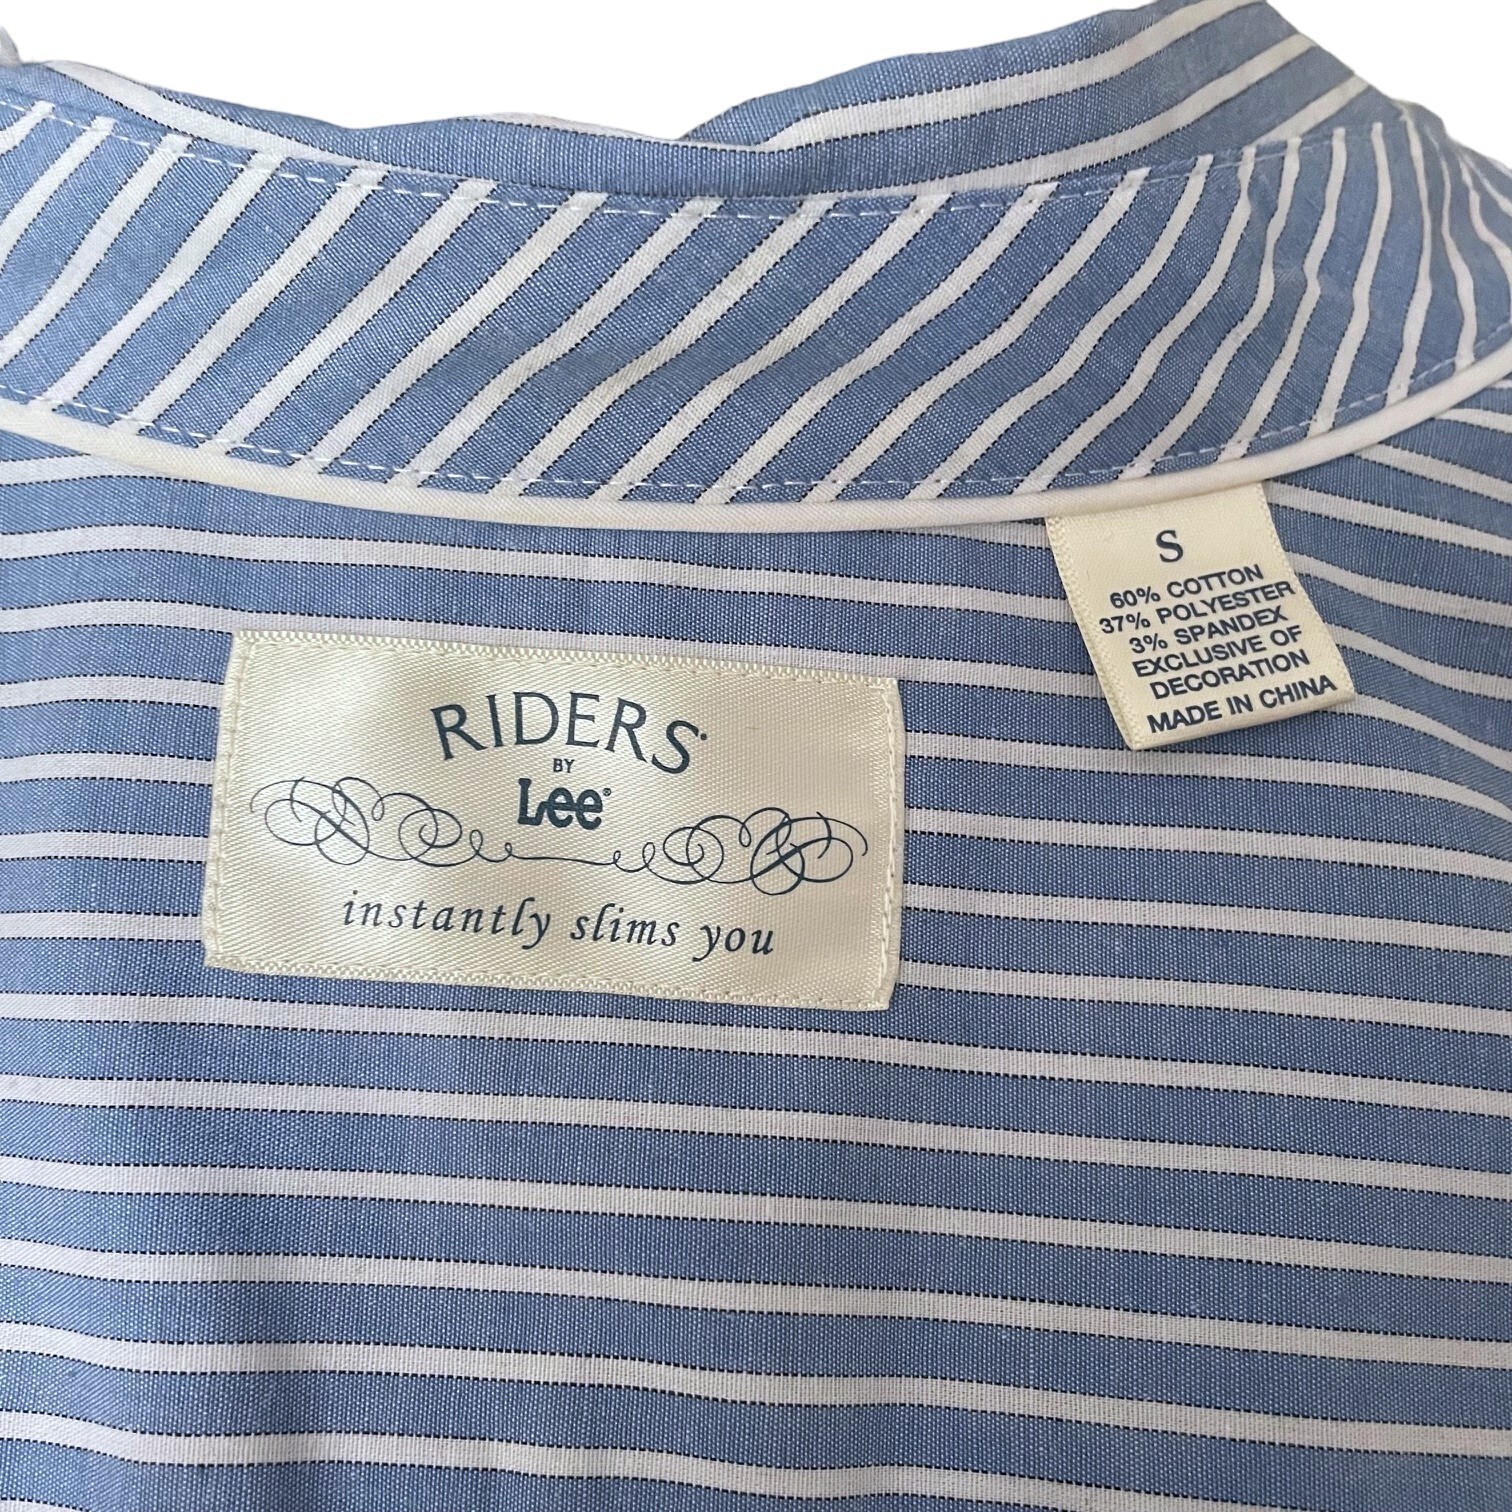 RIDERS
BY
Lee®
instantly slims you
S
60% COTTON
37% POLYESTER
3% SPANDEX
EXCLUSIVE OF
DECORATION
MADE IN CHINA